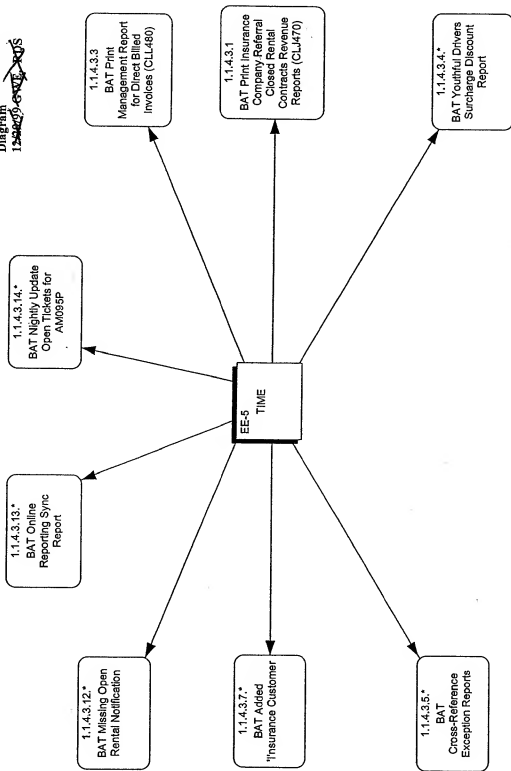 Diagram
1.1.4.3.3
BAT Print
Management Report
for Direct Billed
Invoices (CLL480)
1.1.4.3.14.*
BAT Nightly Update
Open Tickets for
AM095P
1.1.4.3.13.*
BAT Online
Reporting Sync
Report
1.1.4.3.12.*
BAT Missing Open
Rental Notification
1.1.4.3.1
BAT Print Insurance
Company Referral
Closed Rental
Contracts Revenue
Reports (CLJ470)
EE-5
TIME
1.1.4.3.7.*
BAT Added
"I"nsurance Customer
1.1.4.3.4.*
BAT Youthful Drivers
Surcharge Discount
Report
1.1.4.3.5.*
BAT
Cross-Reference
Exception Reports